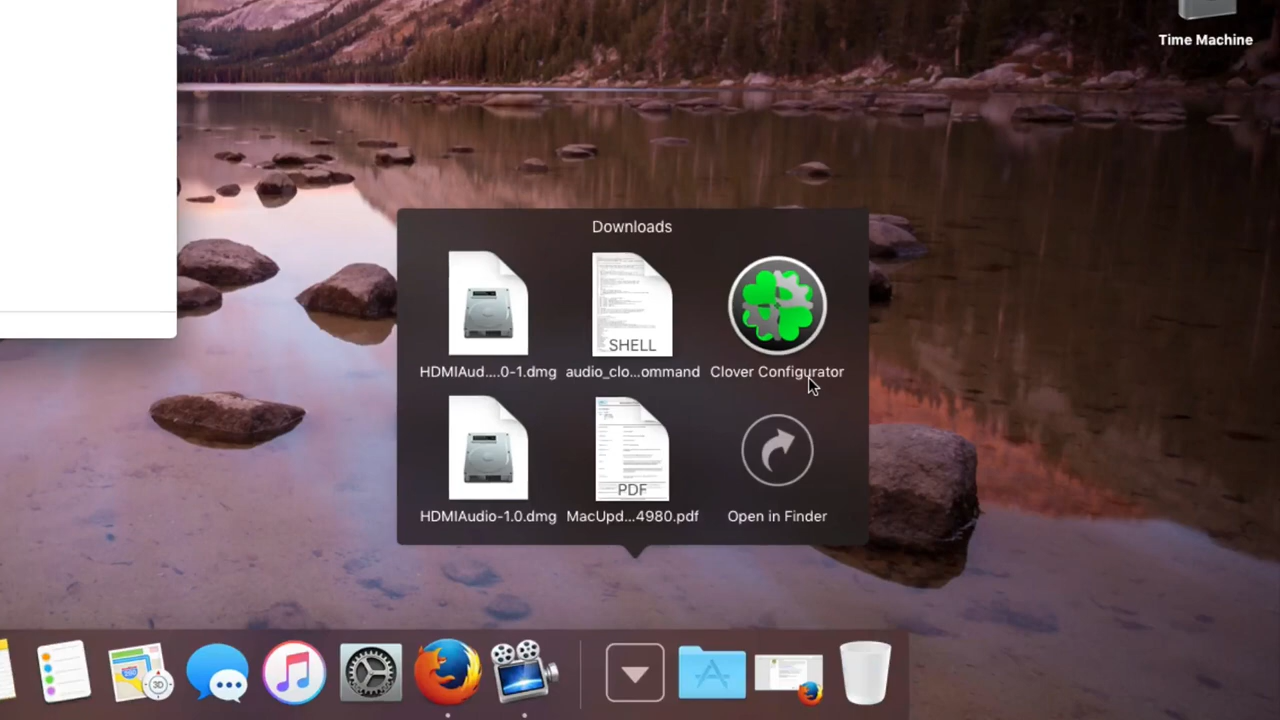 Time Machine
Downloads
SHELL
HDMIAud....0-1.dmg audio_clo...ommand Clover Configurator
PDF
HDMIAudio-1.0.dmg MacUpd...4980.pdf Open in Finder
3D